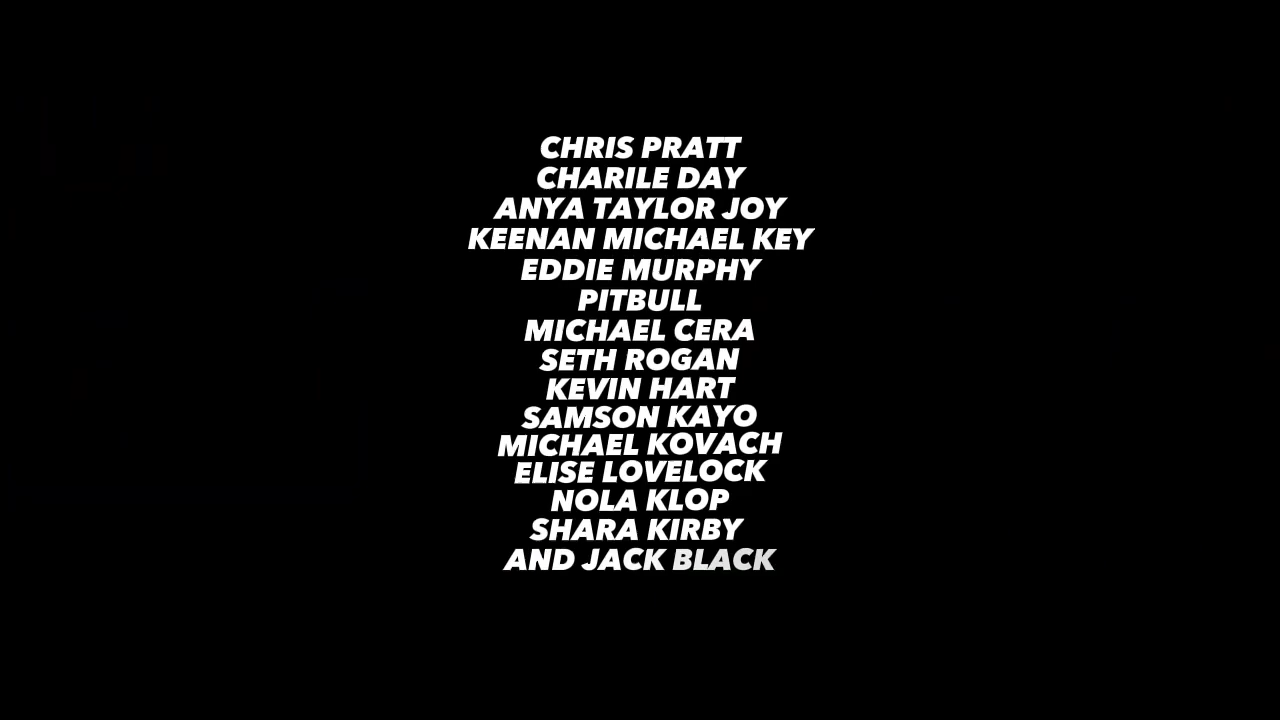 CHRIS PRATT
CHARILE DAY
ANYA TAYLOR JOY
KEENAN MICHAEL KEY
EDDIE MURPHY
PITBULL
MICHAEL CERA
SETH ROGAN
KEVIN HART
SAMSON KAYO
MICHAEL KOVACH
ELISE LOVELOCK
NOLA KLOP
SHARA KIRBY
AND JACK BLACK